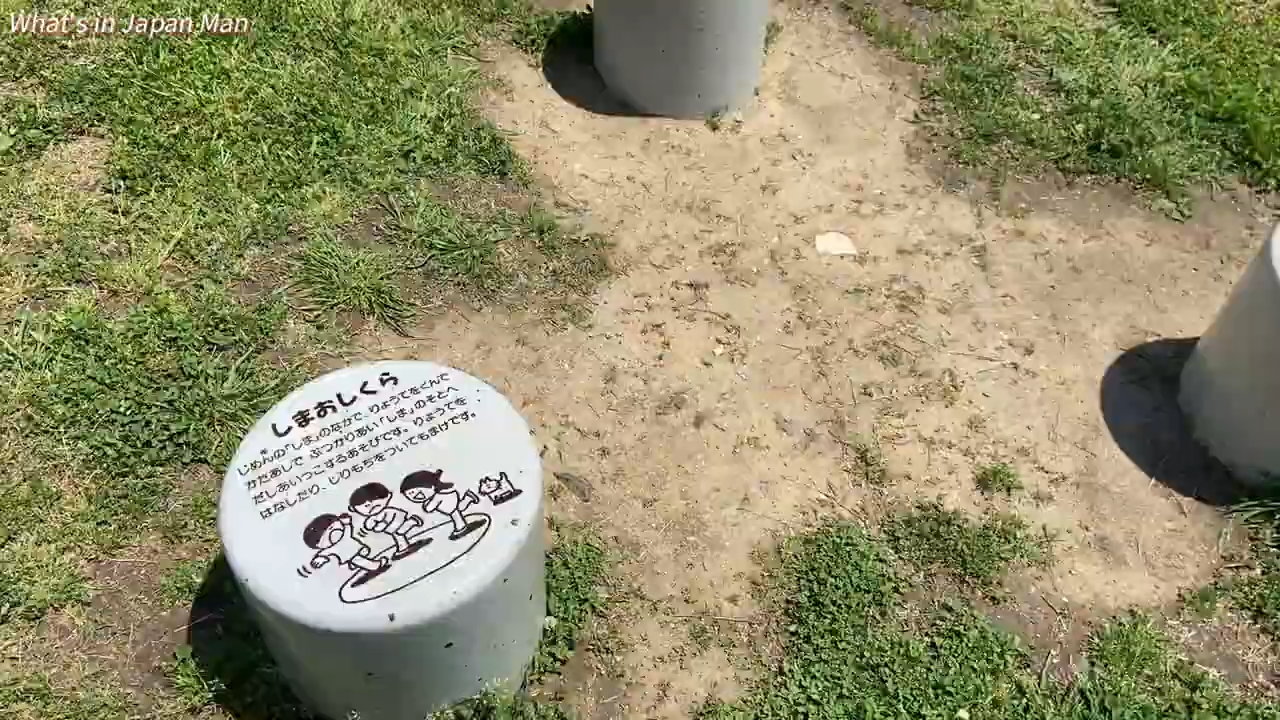 What's in Japan Man
しまおしくら
じめんの「しま」のなかで、りょうてをくんで
かたあしで ぶつかりあい「しま」のそとへ
だしあいっこするあそびです。りょうてを
はなしたり、しりもちをついてもまけです。